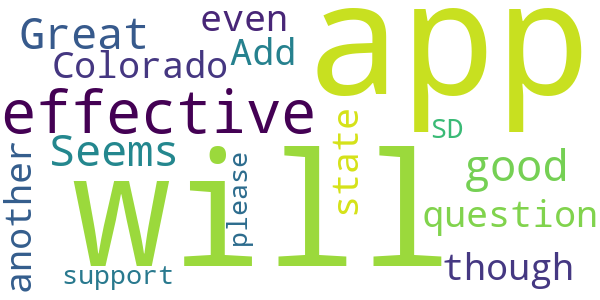 Great
even
app
Colorado
Add
effective
SD
Seems
will
please
state
good
another
question
support
though